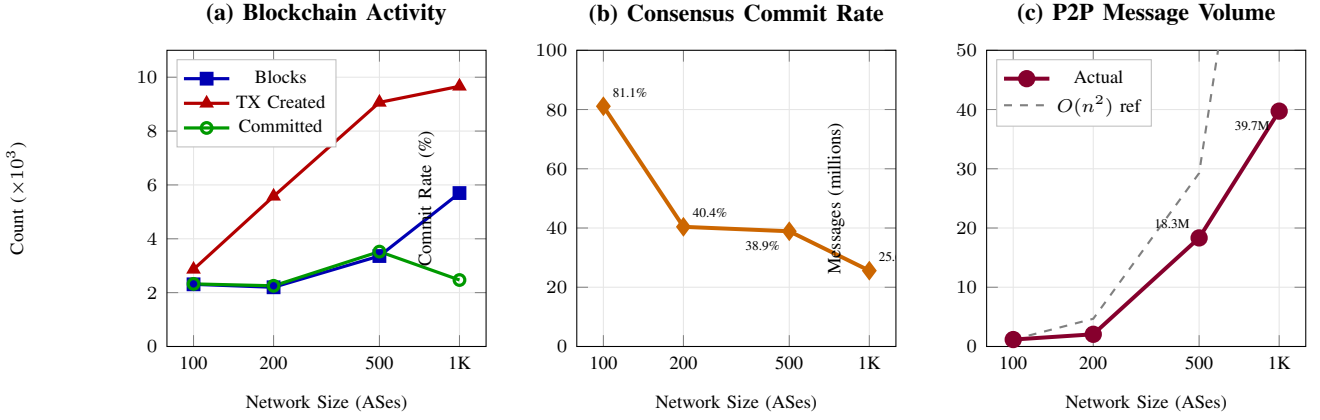 (a) Blockchain Activity
Count (×10³)
10
8
6
4
2
0
Blocks
TX Created
Committed
100
200
500
1K
Network Size (ASes)
(b) Consensus Commit Rate
Commit Rate (%)
100
80
60
40
20
0
81.1%
40.4%
38.9%
25.
100
200
500
1K
Network Size (ASes)
(c) P2P Message Volume
Messages (millions)
50
40
30
20
10
0
Actual
O(n²) ref
18.3M
39.7M
100
200
500
1K
Network Size (ASes)